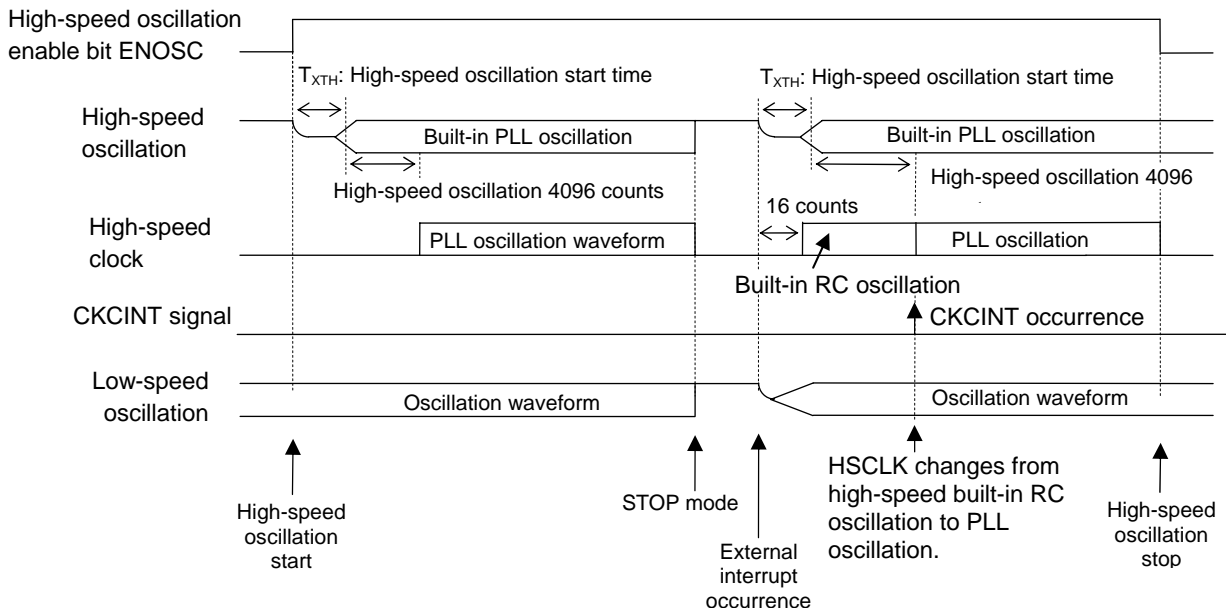 High-speed oscillation
enable bit ENOSC
TXTH: High-speed oscillation start time
TXTH: High-speed oscillation start time
High-speed
oscillation
Built-in PLL oscillation
Built-in PLL oscillation
High-speed oscillation 4096 counts
High-speed oscillation 4096
16 counts
High-speed
clock
PLL oscillation waveform
PLL oscillation
Built-in RC oscillation
CKCINT signal
CKCINT occurrence
Low-speed
oscillation
Oscillation waveform
Oscillation waveform
High-speed
oscillation
start
STOP mode
External
interrupt
occurrence
HSCLK changes from
high-speed built-in RC
oscillation to PLL
oscillation.
High-speed
oscillation
stop